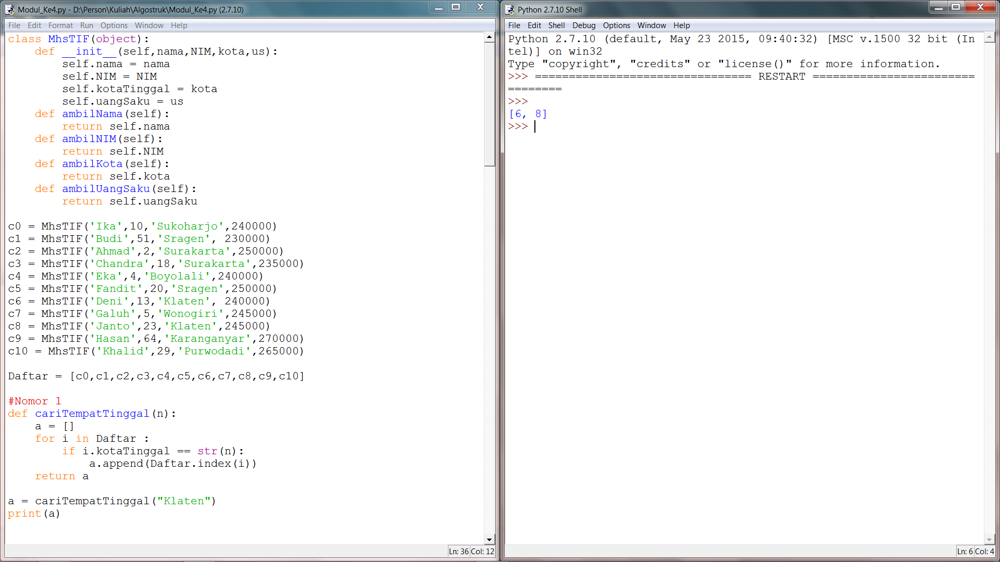 Modul_Ke4.py - D:\Person\Kuliah\Algostruk\Modul_Ke4.py (2.7.10)
File Edit Format Run Options Window Help
class MhsTIF(object):
    def __init__(self,nama,NIM,kota,us):
        self.nama = nama
        self.NIM = NIM
        self.kotaTinggal = kota
        self.uangSaku = us
    def ambilNama(self):
        return self.nama
    def ambilNIM(self):
        return self.NIM
    def ambilKota(self):
        return self.kota
    def ambilUangSaku(self):
        return self.uangSaku
c0 = MhsTIF('Ika',10,'Sukoharjo',240000)
c1 = MhsTIF('Budi',51,'Sragen', 230000)
c2 = MhsTIF('Ahmad',2,'Surakarta',250000)
c3 = MhsTIF('Chandra',18,'Surakarta',235000)
c4 = MhsTIF('Eka',4,'Boyolali',240000)
c5 = MhsTIF('Fandit',20,'Sragen',250000)
c6 = MhsTIF('Deni',13,'Klaten', 240000)
c7 = MhsTIF('Galuh',5,'Wonogiri',245000)
c8 = MhsTIF('Janto',23,'Klaten',245000)
c9 = MhsTIF('Hasan',64,'Karanganyar',270000)
c10 = MhsTIF('Khalid',29,'Purwodadi',265000)
Daftar = [c0,c1,c2,c3,c4,c5,c6,c7,c8,c9,c10]
#Nomor 1
def cariTempatTinggal(n):
    a = []
    for i in Daftar :
        if i.kotaTinggal == str(n):
            a.append(Daftar.index(i))
    return a
a = cariTempatTinggal("Klaten")
print(a)
Ln: 36 Col: 12
Python 2.7.10 Shell
File Edit Shell Debug Options Window Help
Python 2.7.10 (default, May 23 2015, 09:40:32) [MSC v.1500 32 bit (In
tel)] on win32
Type "copyright", "credits" or "license()" for more information.
>>> ================================ RESTART ========================
========
>>>
[6, 8]
>>>
Ln: 6 Col: 4